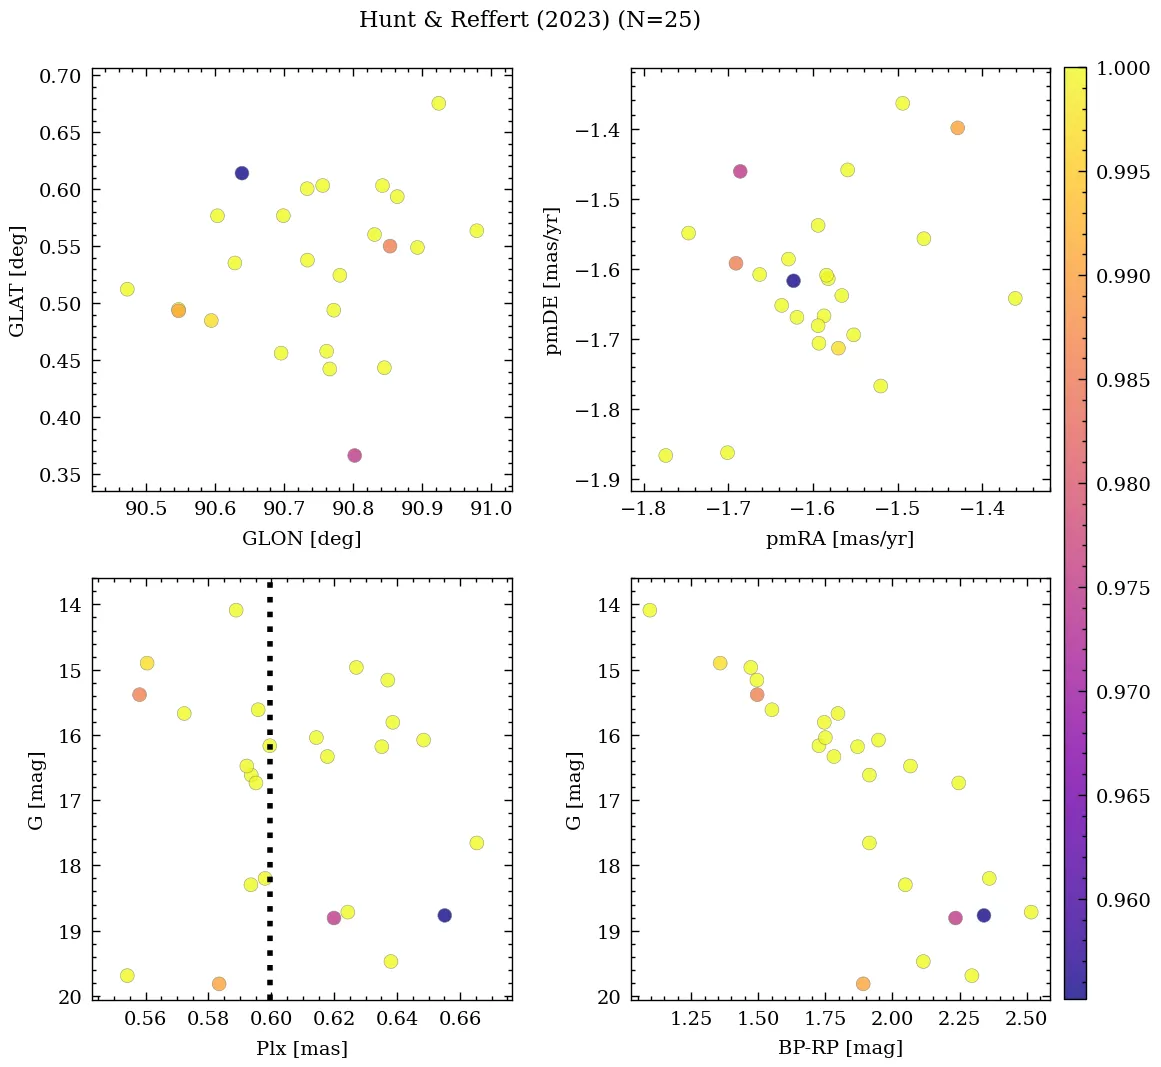 Hunt & Reffert (2023) (N=25)
0.70
0.65
0.60
0.55
0.50
0.45
0.40
0.35
GLAT [deg]
90.5 90.6 90.7 90.8 90.9 91.0
GLON [deg]
−1.4
−1.5
−1.6
−1.7
−1.8
−1.9
pmDE [mas/yr]
−1.8 −1.7 −1.6 −1.5 −1.4
pmRA [mas/yr]
14
15
16
17
18
19
20
G [mag]
0.56 0.58 0.60 0.62 0.64 0.66
Plx [mas]
14
15
16
17
18
19
20
G [mag]
1.25 1.50 1.75 2.00 2.25 2.50
BP-RP [mag]
1.000
0.995
0.990
0.985
0.980
0.975
0.970
0.965
0.960